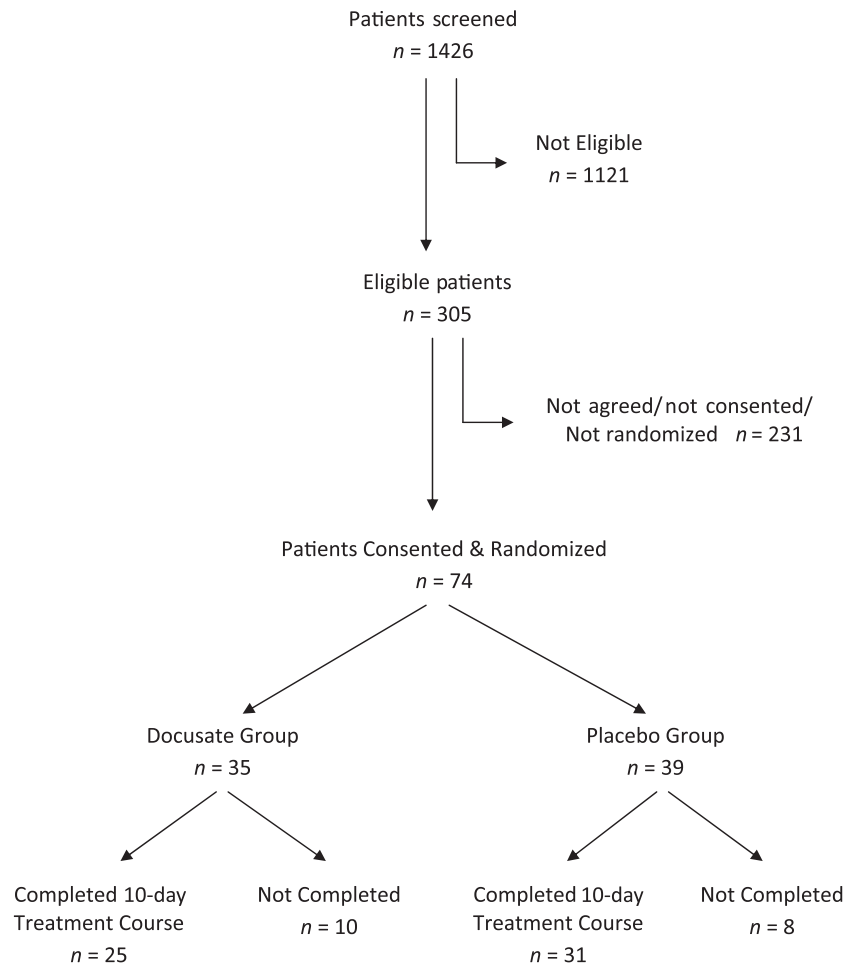 Patients screened
n = 1426
Not Eligible
n = 1121
Eligible patients
n = 305
Not agreed/not consented/
Not randomized n = 231
Patients Consented & Randomized
n = 74
Docusate Group
n = 35
Placebo Group
n = 39
Completed 10-day
Treatment Course
n = 25
Not Completed
n = 10
Completed 10-day
Treatment Course
n = 31
Not Completed
n = 8